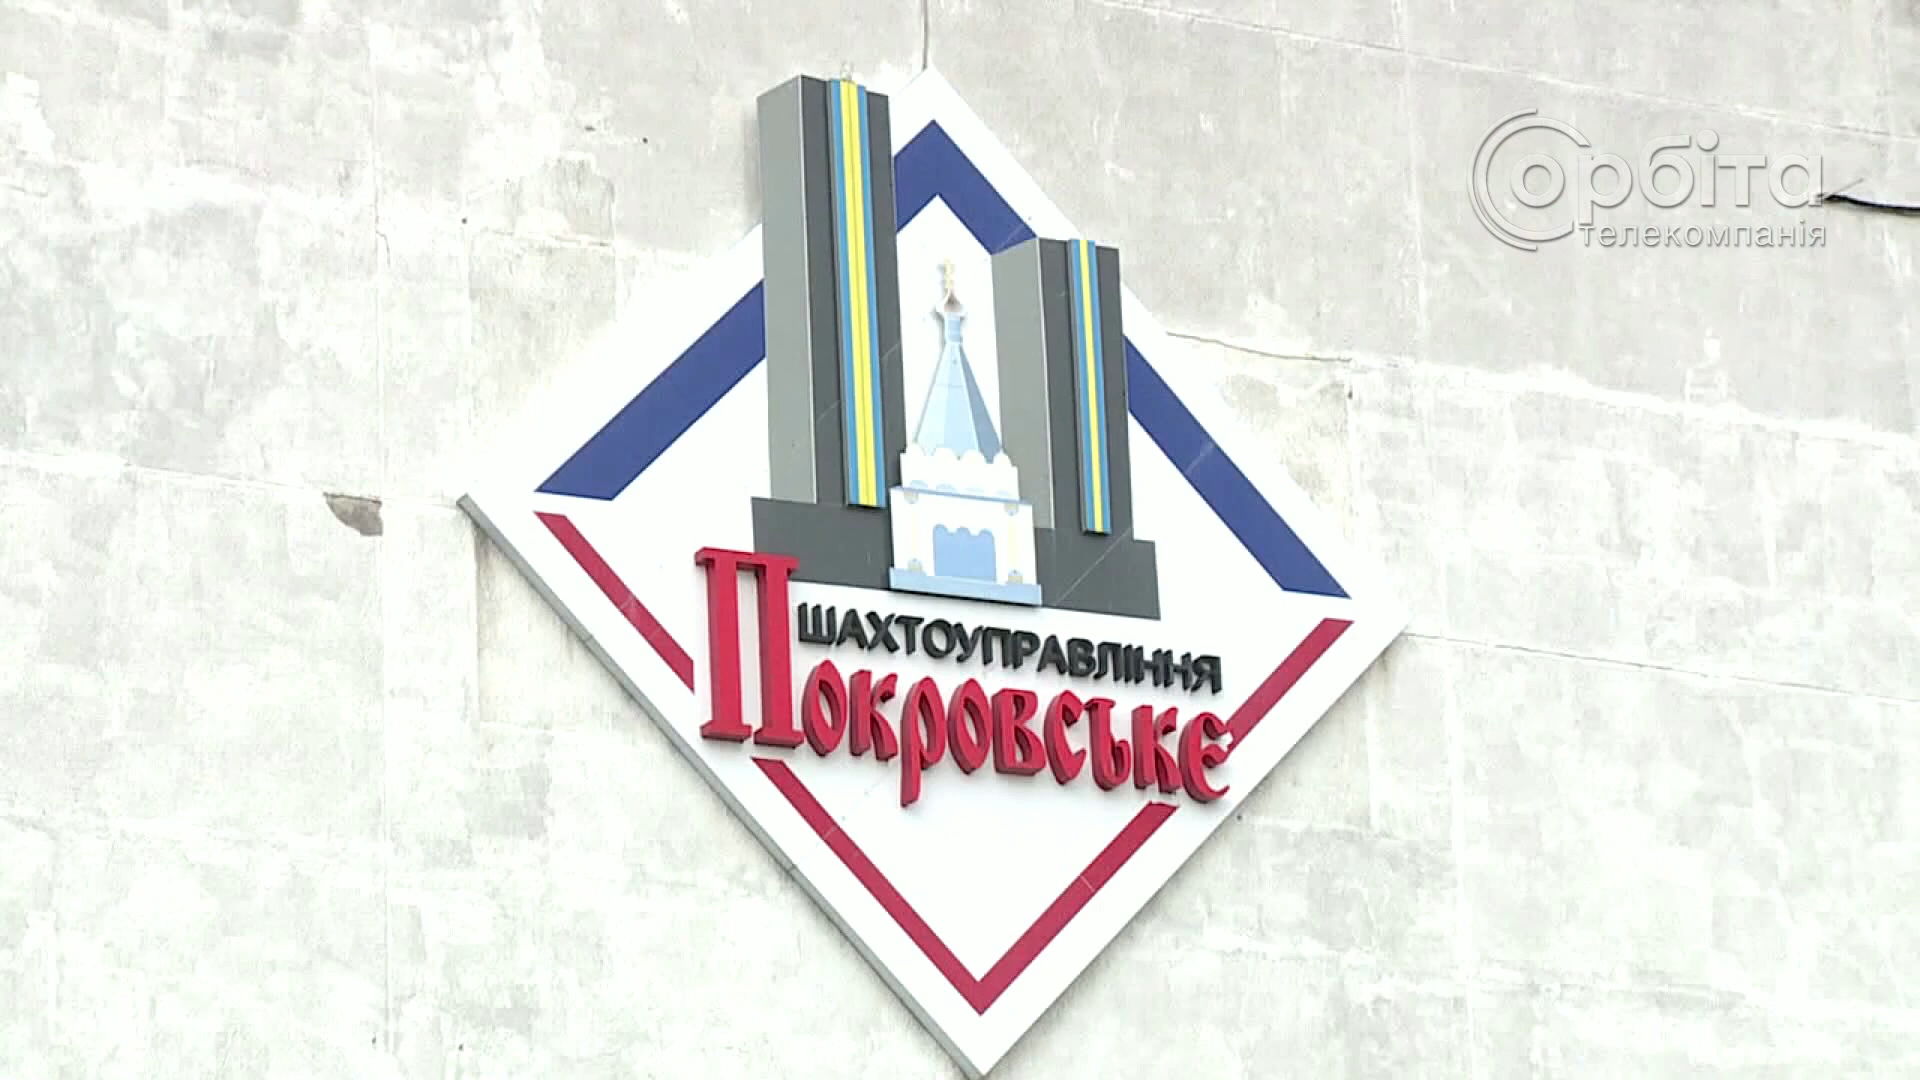 орбіта
телекомпанія
ШАХТОУПРАВЛІННЯ
Покровське